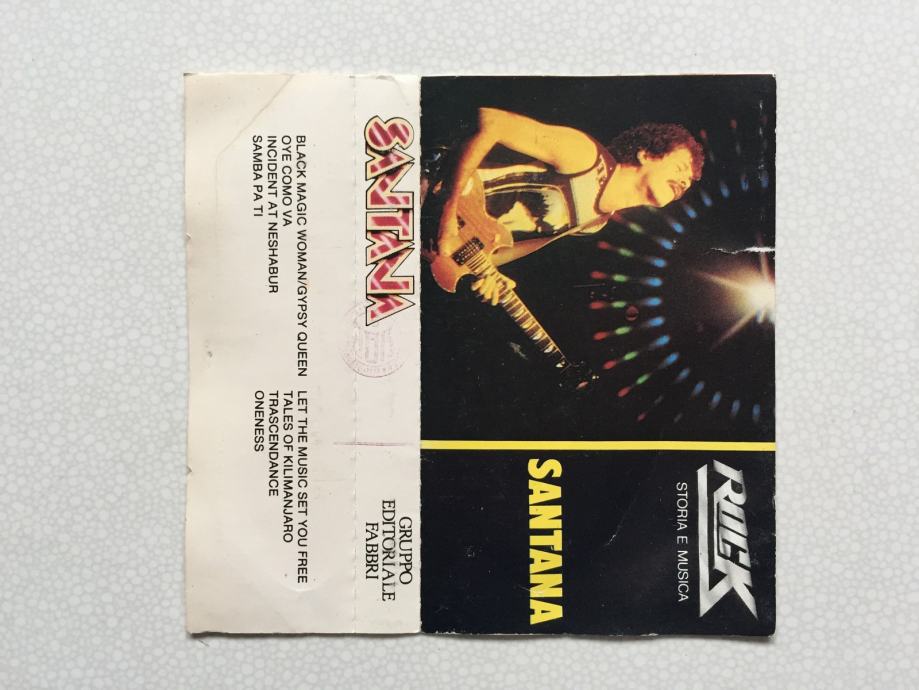 ROCK
STORIA E MUSICA
SANTANA
SANTANA
GRUPPO
EDITORIALE
FABBRI
BLACK MAGIC WOMAN/GYPSY QUEEN
OYE COMO VA
INCIDENT AT NESHABUR
SAMBA PA TI
LET THE MUSIC SET YOU FREE
TALES OF KILIMANJARO
TRASCENDANCE
ONENESS